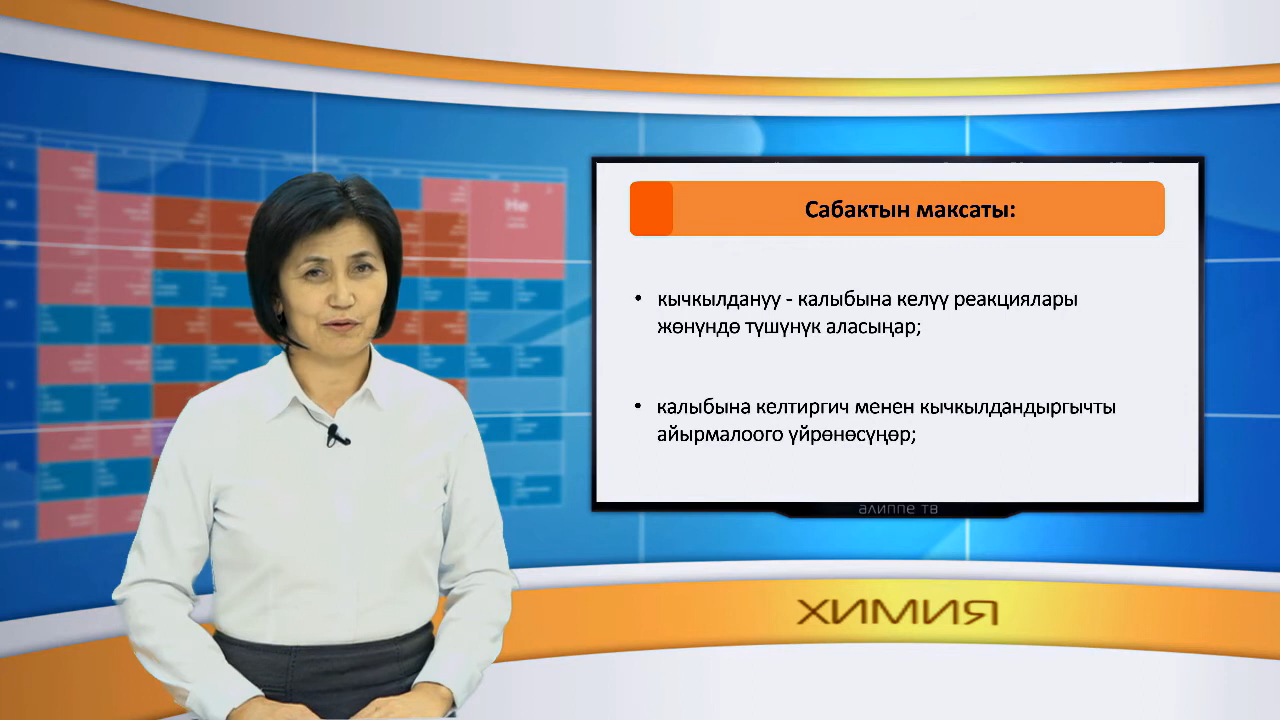 He
Сабактын максаты:
• кычкылдануу - калыбына келүү реакциялары
жөнүндө түшүнүк аласыңар;
• калыбына келтиргич менен кычкылдандыргычты
айырмалоого үйрөнөсүңөр;
алиппе тв
ХИМИЯ